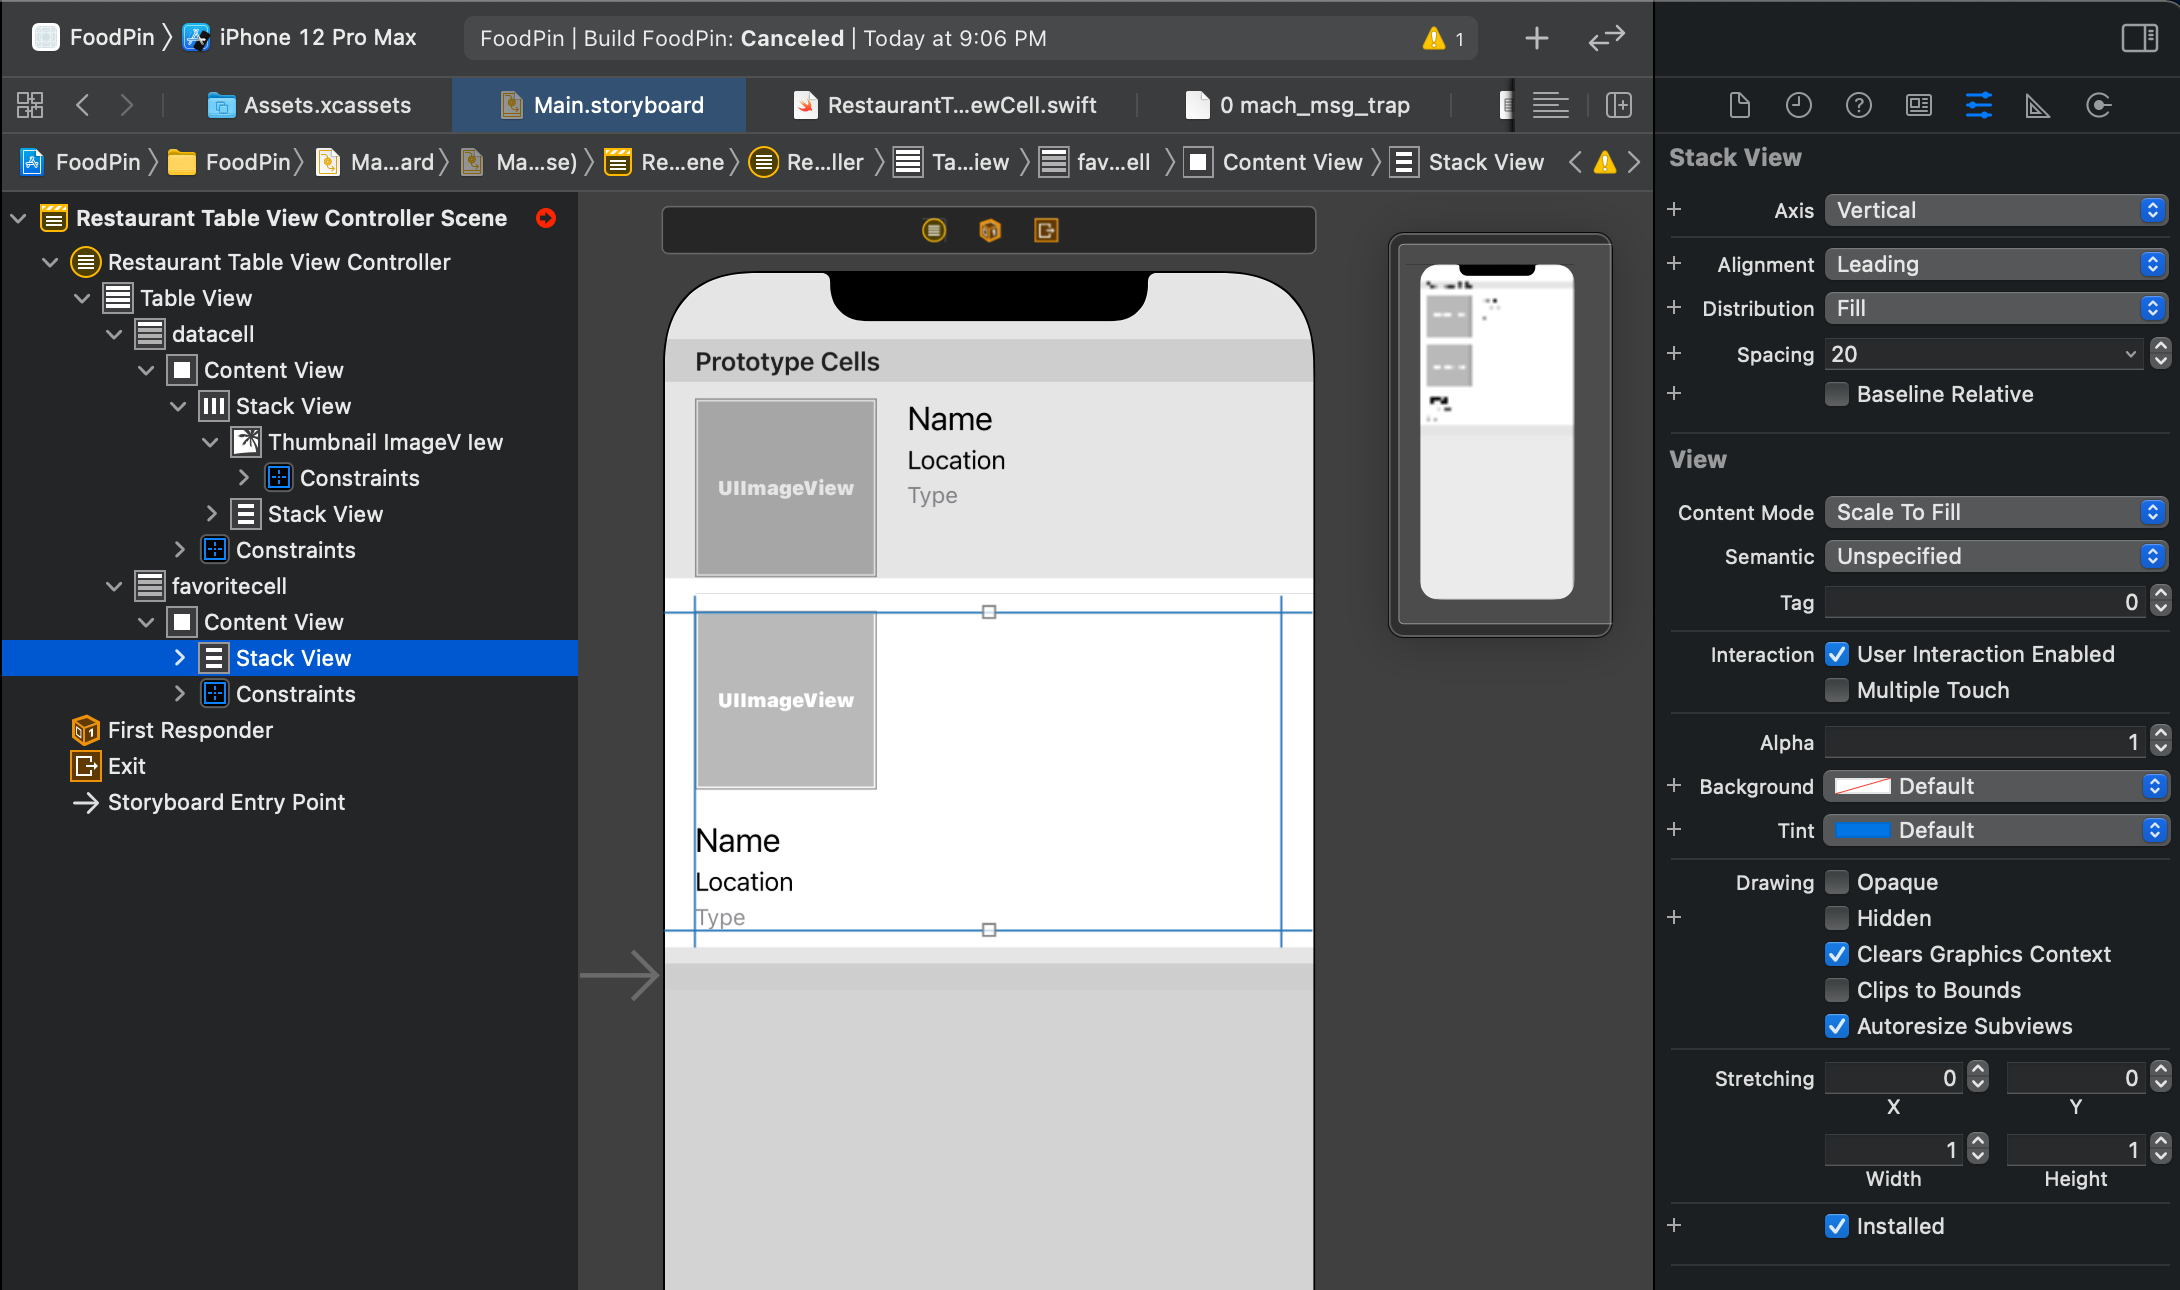 FoodPin
iPhone 12 Pro Max
FoodPin | Build FoodPin: Canceled | Today at 9:06 PM
1
Assets.xcassets
Main.storyboard
RestaurantT...ewCell.swift
0 mach_msg_trap
FoodPin
FoodPin
Ma...ard
Ma...se)
Re...ene
Re...ller
Ta...iew
fav...ell
Content View
Stack View
Restaurant Table View Controller Scene
Restaurant Table View Controller
Table View
datacell
Content View
Stack View
Thumbnail ImageV Iew
Constraints
Stack View
Constraints
favoritecell
Content View
Stack View
Constraints
First Responder
Exit
Storyboard Entry Point
Prototype Cells
UIImageView
Name
Location
Type
UIImageView
Name
Location
Type
Stack View
Axis Vertical
Alignment Leading
Distribution Fill
Spacing 20
Baseline Relative
View
Content Mode Scale To Fill
Semantic Unspecified
Tag 0
Interaction User Interaction Enabled
Multiple Touch
Alpha 1
Background Default
Tint Default
Drawing Opaque
Hidden
Clears Graphics Context
Clips to Bounds
Autoresize Subviews
Stretching 0 0
X Y
1 1
Width Height
Installed